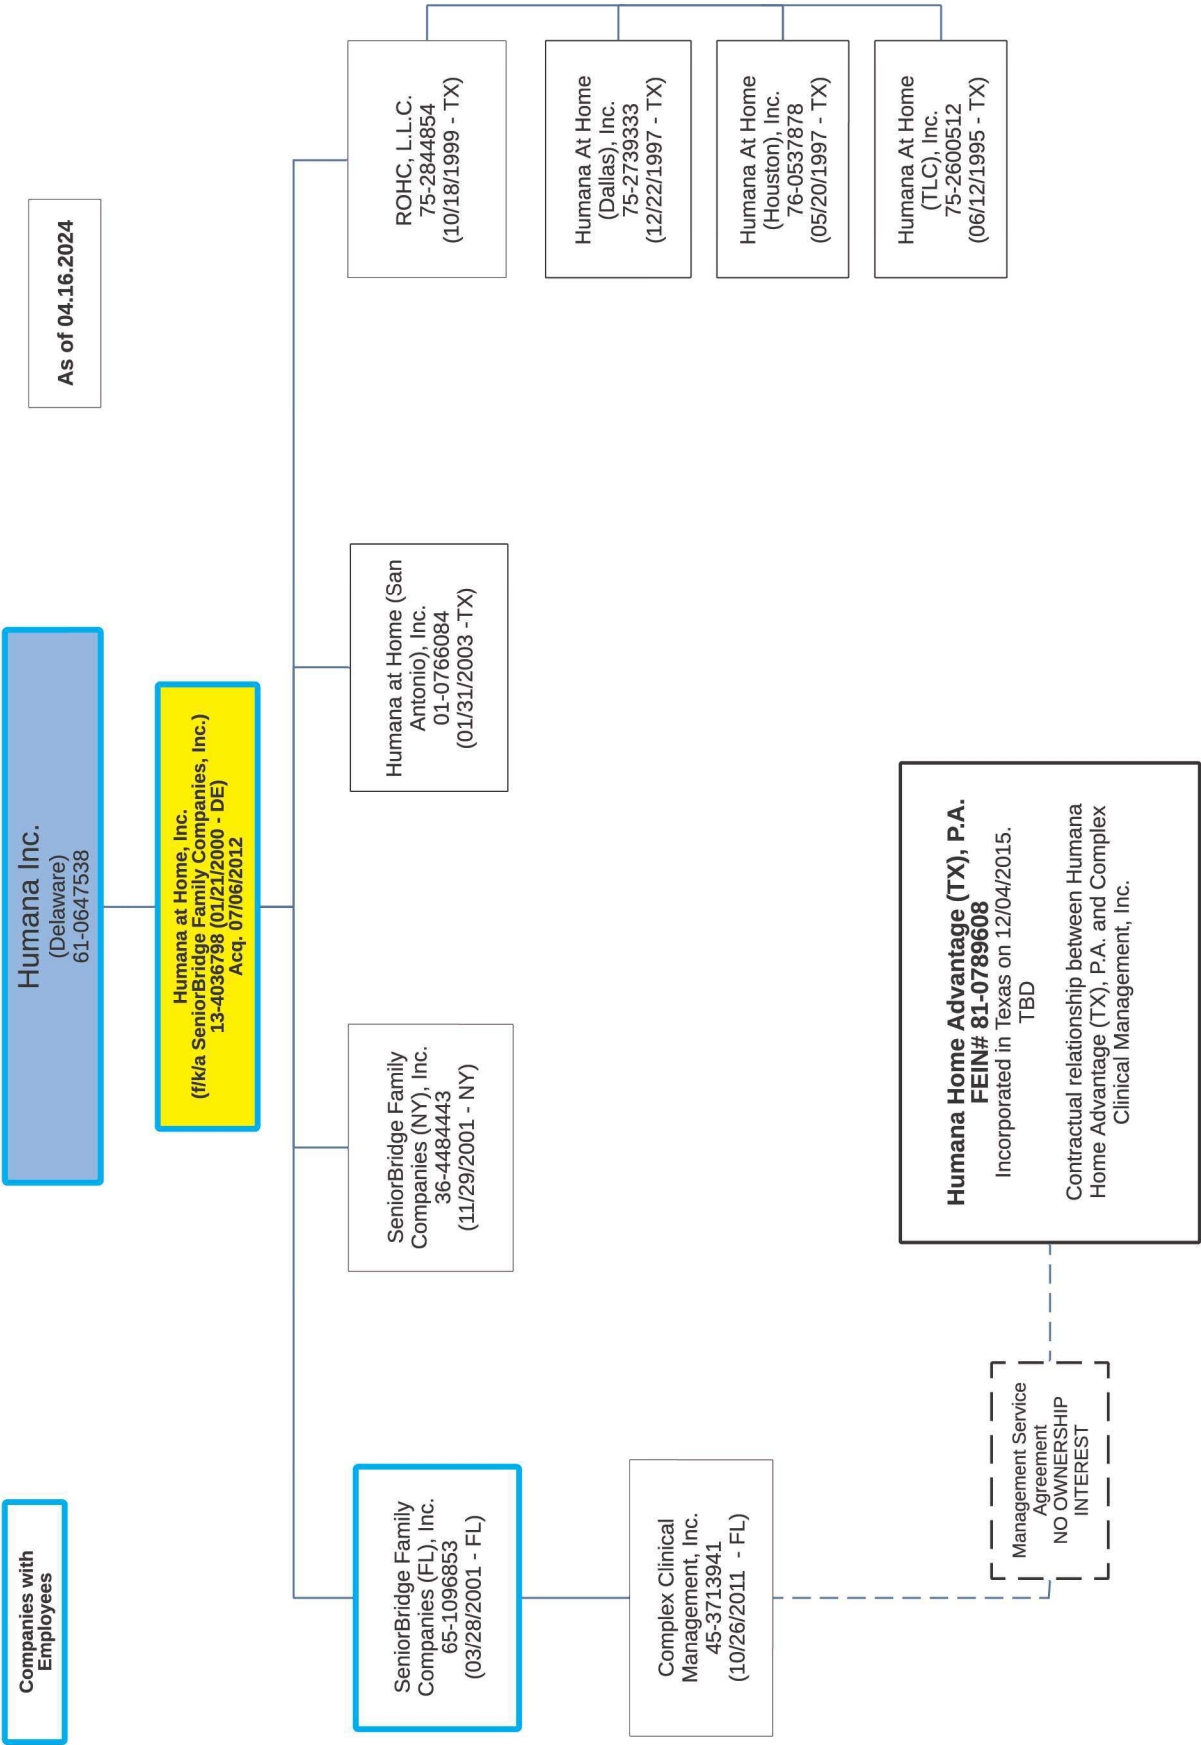 Companies with
Employees
As of 04.16.2024
Humana Inc.
(Delaware)
61-0647538
Humana at Home, Inc.
(f/k/a SeniorBridge Family Companies, Inc.)
13-4036798 (01/21/2000 - DE)
Acq. 07/06/2012
SeniorBridge Family
Companies (FL), Inc.
65-1096853
(03/28/2001 - FL)
SeniorBridge Family
Companies (NY), Inc.
36-4484443
(11/29/2001 - NY)
Humana at Home (San
Antonio), Inc.
01-0766084
(01/31/2003 -TX)
ROHC, L.L.C.
75-2844854
(10/18/1999 - TX)
Humana At Home
(Dallas), Inc.
75-2739333
(12/22/1997 - TX)
Humana At Home
(Houston), Inc.
76-0537878
(05/20/1997 - TX)
Humana At Home
(TLC), Inc.
75-2600512
(06/12/1995 - TX)
Complex Clinical
Management, Inc.
45-3713941
(10/26/2011 - FL)
Management Service
Agreement
NO OWNERSHIP
INTEREST
Humana Home Advantage (TX), P.A.
FEIN# 81-0789608
Incorporated in Texas on 12/04/2015.
TBD
Contractual relationship between Humana
Home Advantage (TX), P.A. and Complex
Clinical Management, Inc.